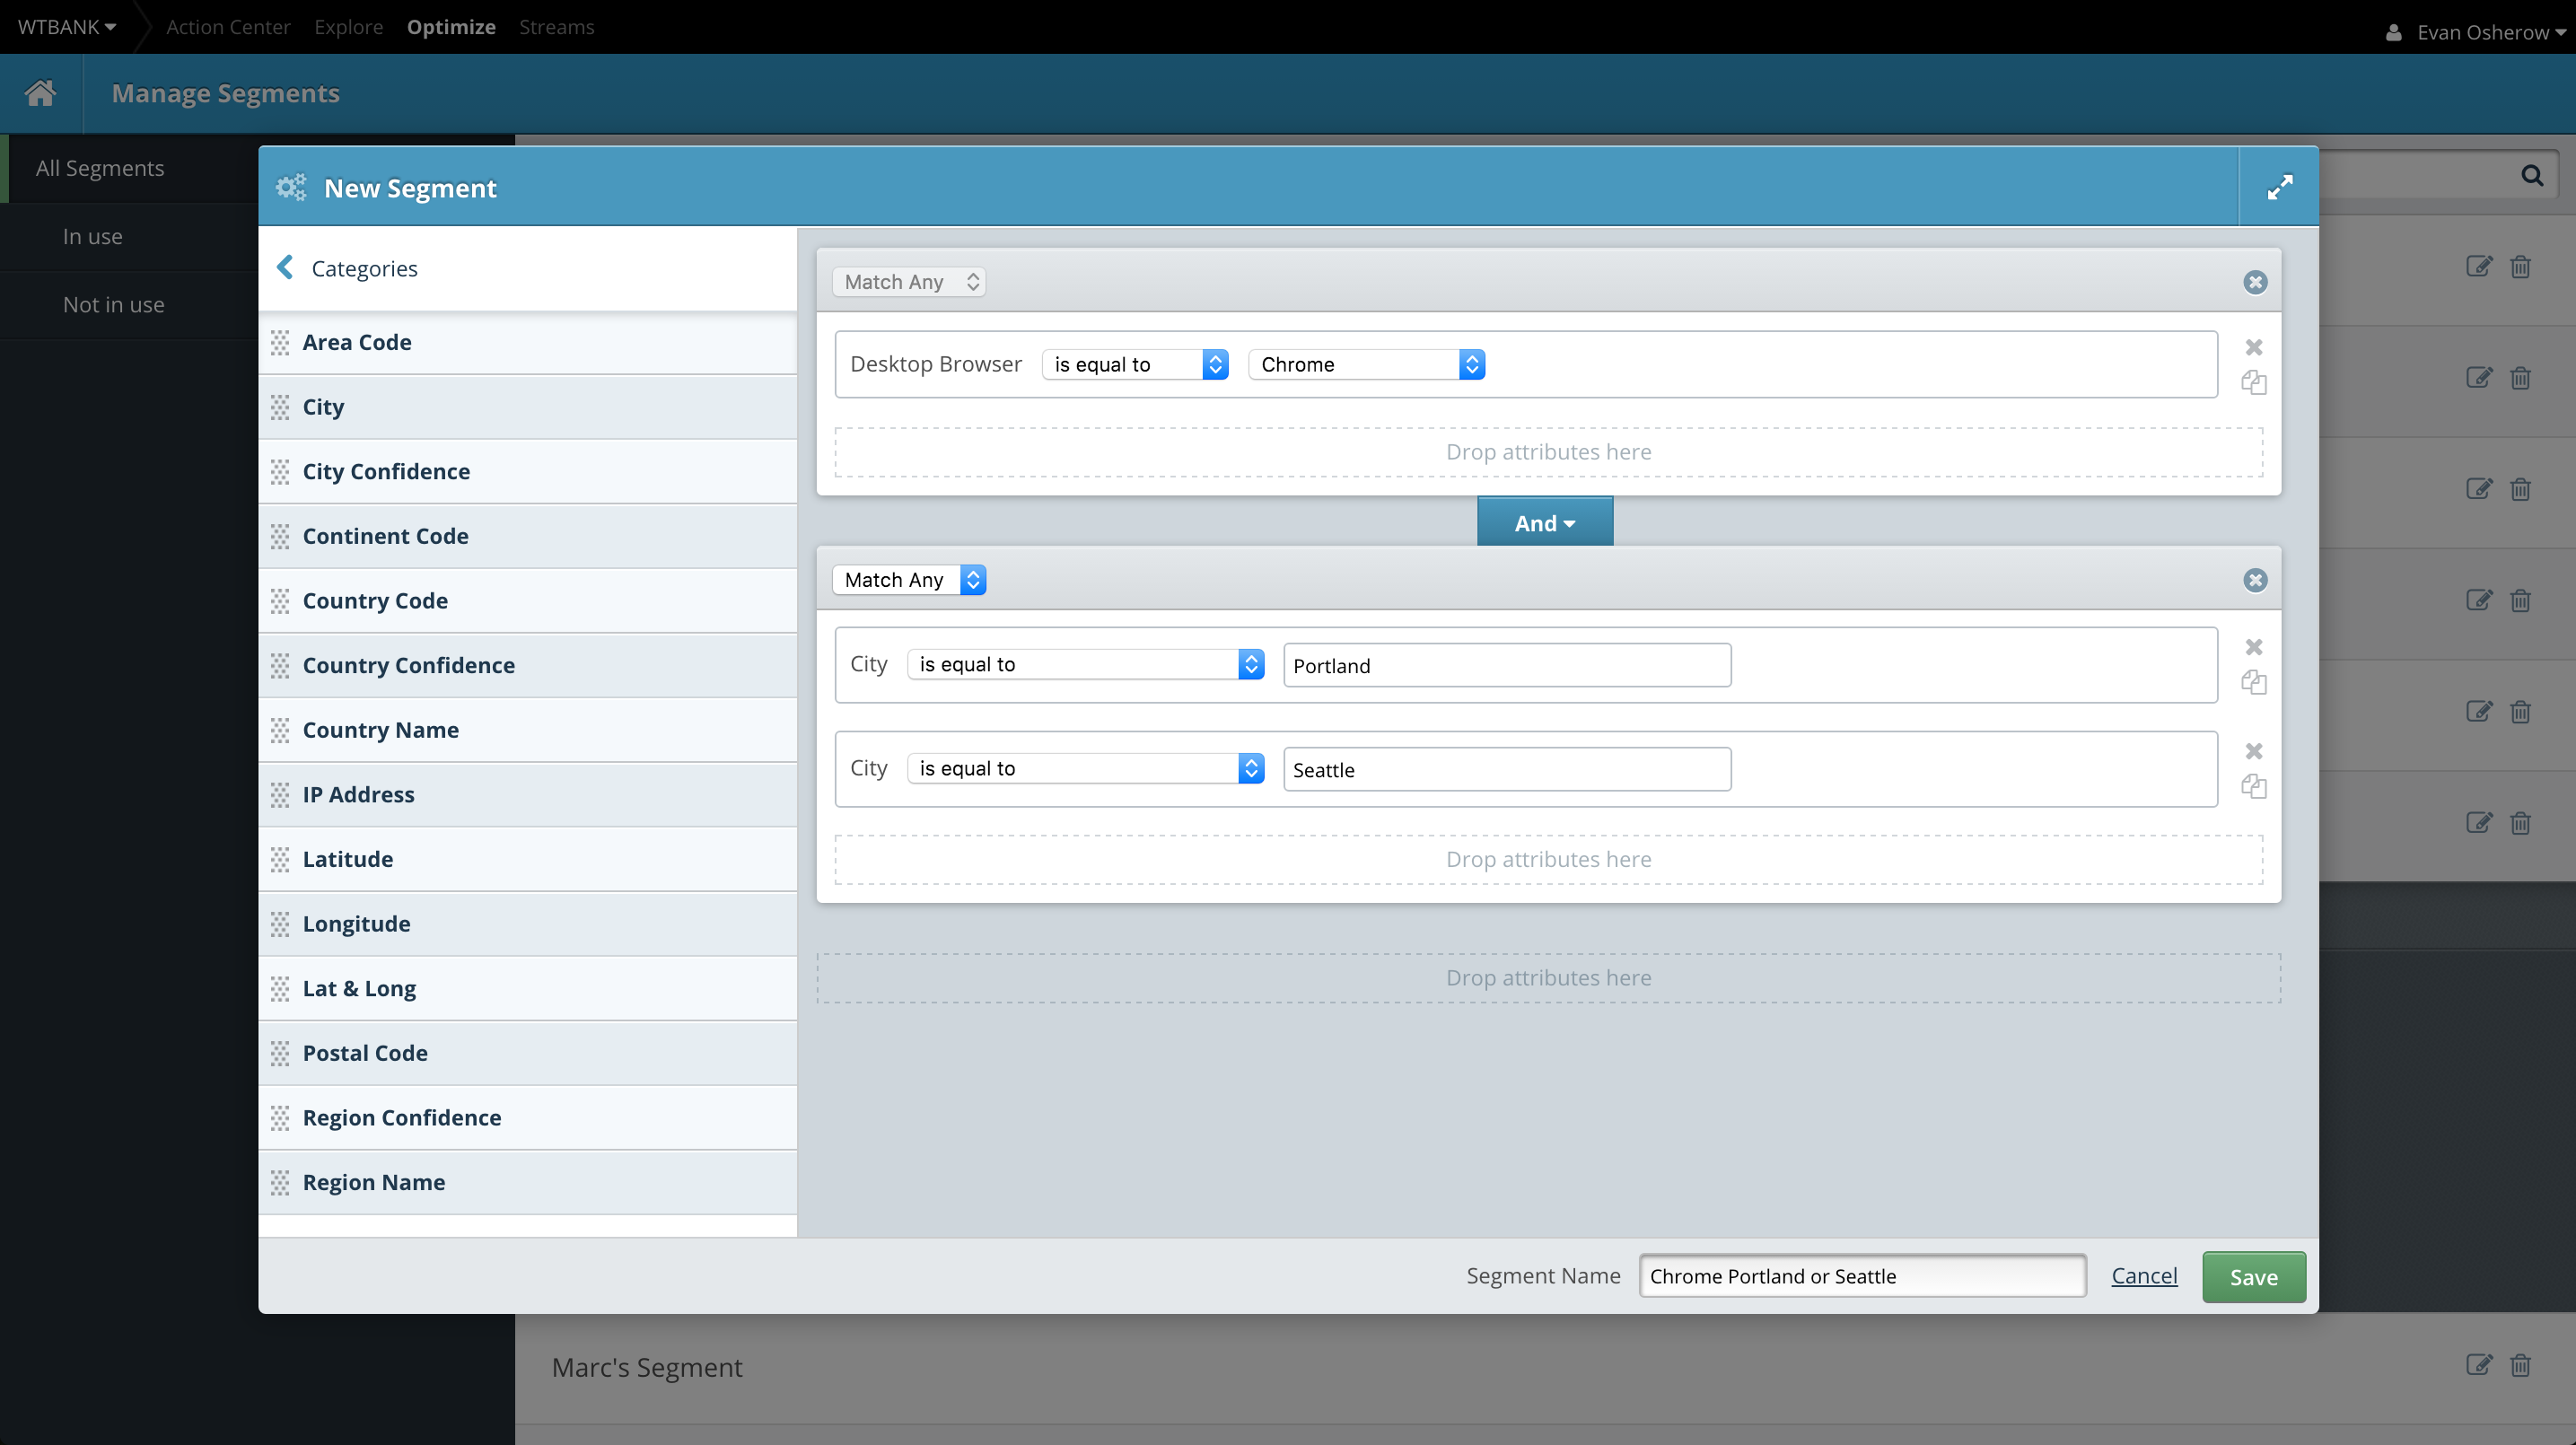 WTBANK Action Center Explore Optimize Streams Evan Osherow
Manage Segments
All Segments
In use
Not in use
New Segment
Categories
Area Code
City
City Confidence
Continent Code
Country Code
Country Confidence
Country Name
IP Address
Latitude
Longitude
Lat & Long
Postal Code
Region Confidence
Region Name
Match Any
Desktop Browser is equal to Chrome
Drop attributes here
And
Match Any
City is equal to Portland
City is equal to Seattle
Drop attributes here
Drop attributes here
Segment Name Chrome Portland or Seattle Cancel Save
Marc's Segment